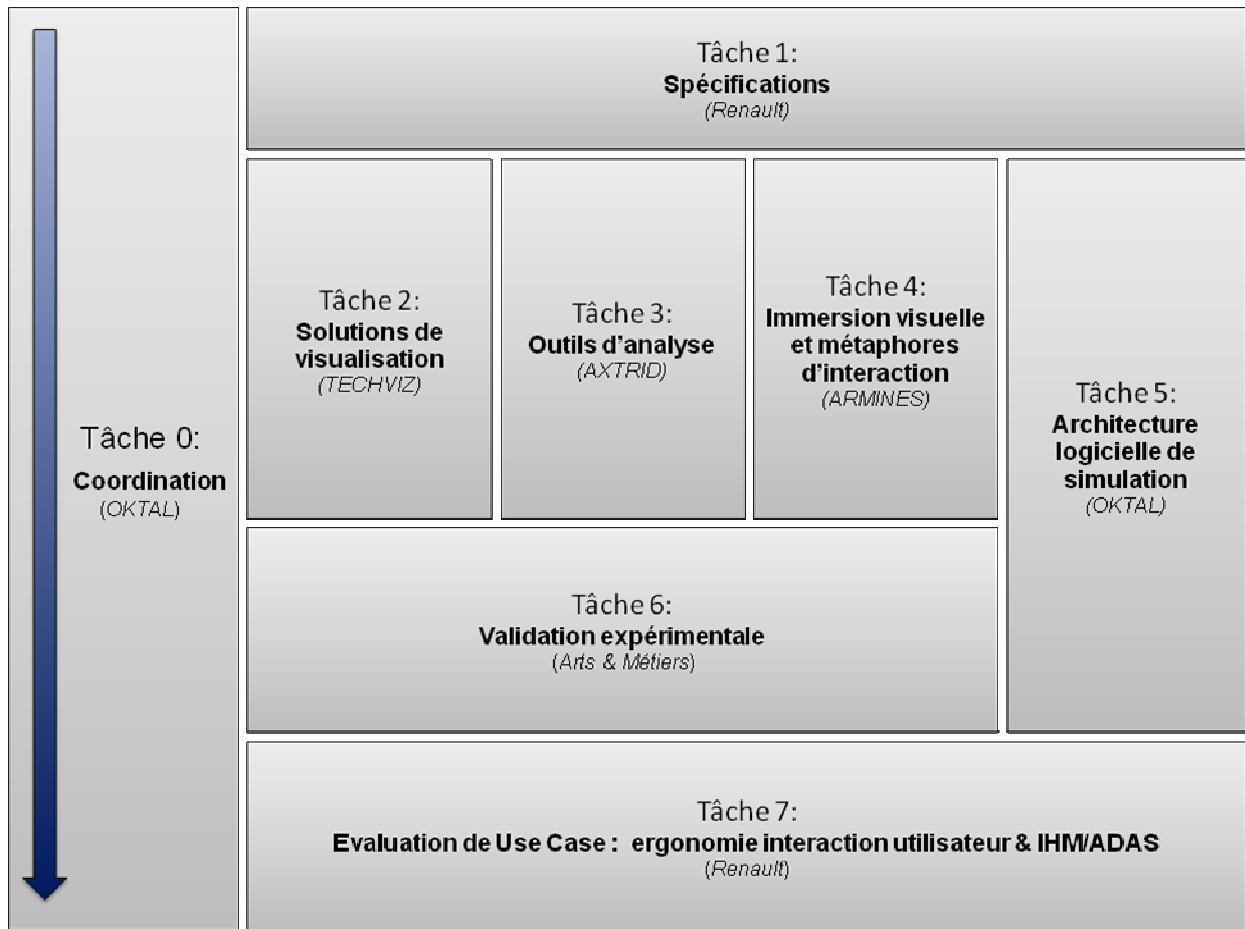 Tâche 1:
Spécifications
(Renault)
Tâche 2:
Solutions de
visualisation
(TECHVIZ)
Tâche 3:
Outils d'analyse
(AXTRID)
Tâche 4:
Immersion visuelle
et métaphores
d'interaction
(ARMINES)
Tâche 5:
Architecture
logicielle de
simulation
(OKTAL)
Tâche 0:
Coordination
(OKTAL)
Tâche 6:
Validation expérimentale
(Arts & Métiers)
Tâche 7:
Evaluation de Use Case : ergonomie interaction utilisateur & IHM/ADAS
(Renault)